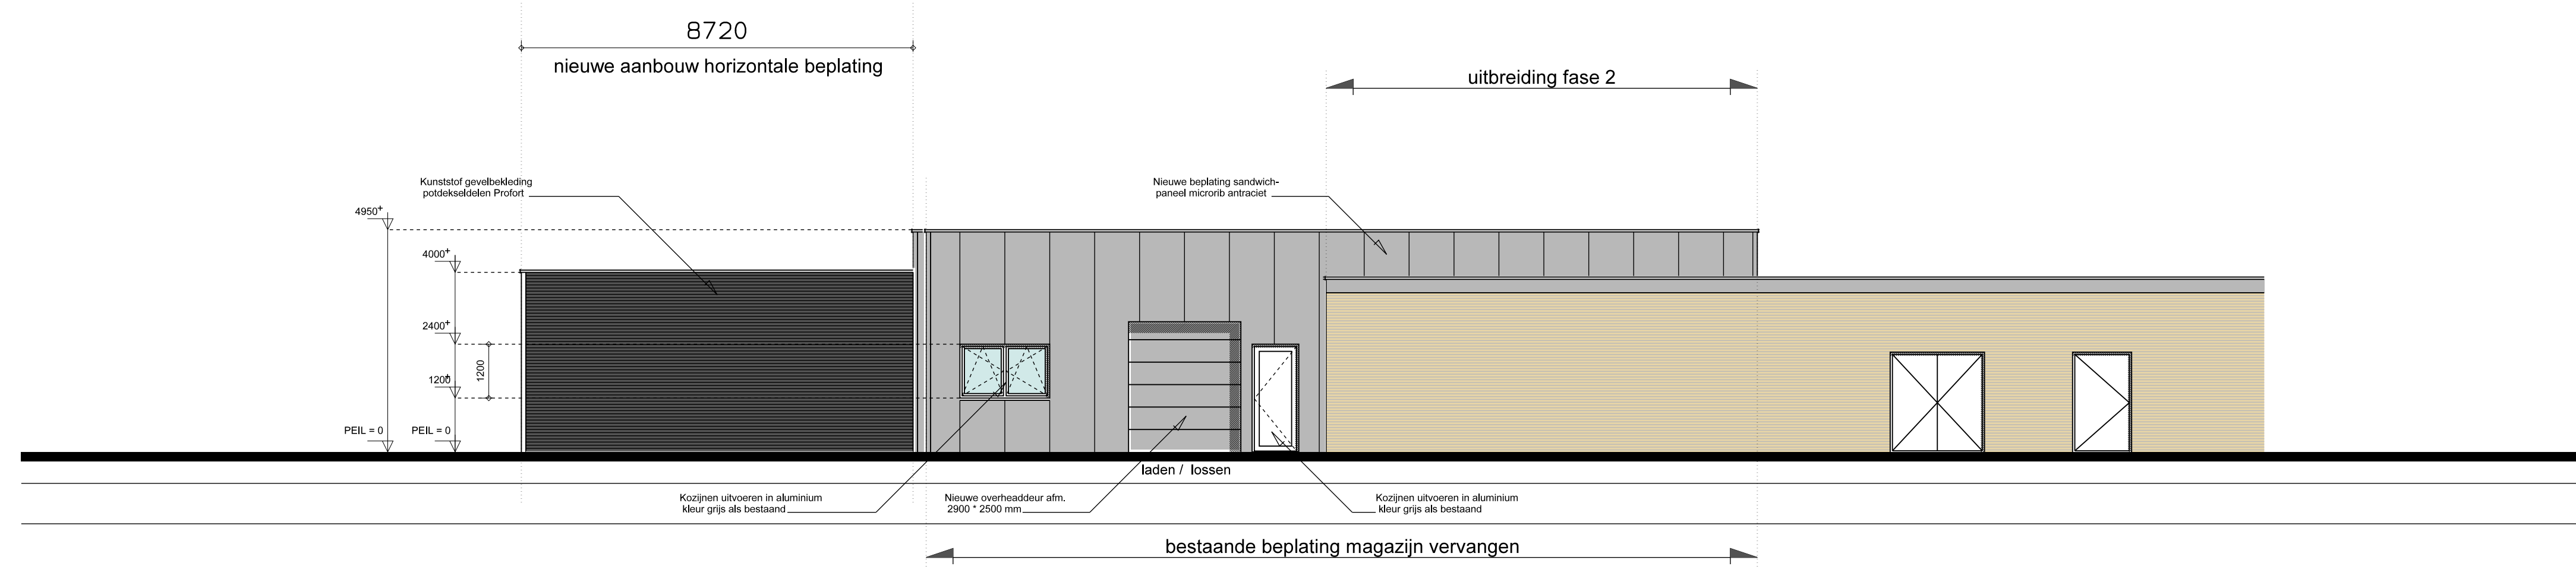 8720
nieuwe aanbouw horizontale beplating
uitbreiding fase 2
Kunststof gevelbekleding
potdekseldelen Profort
Nieuwe beplating sandwich-
paneel microrib antraciet
4950+
4000+
2400+
1200
1200+
PEIL = 0
PEIL = 0
laden / lossen
Kozijnen uitvoeren in aluminium
kleur grijs als bestaand
Nieuwe overheaddeur afm.
2900 * 2500 mm
Kozijnen uitvoeren in aluminium
kleur grijs als bestaand
bestaande beplating magazijn vervangen